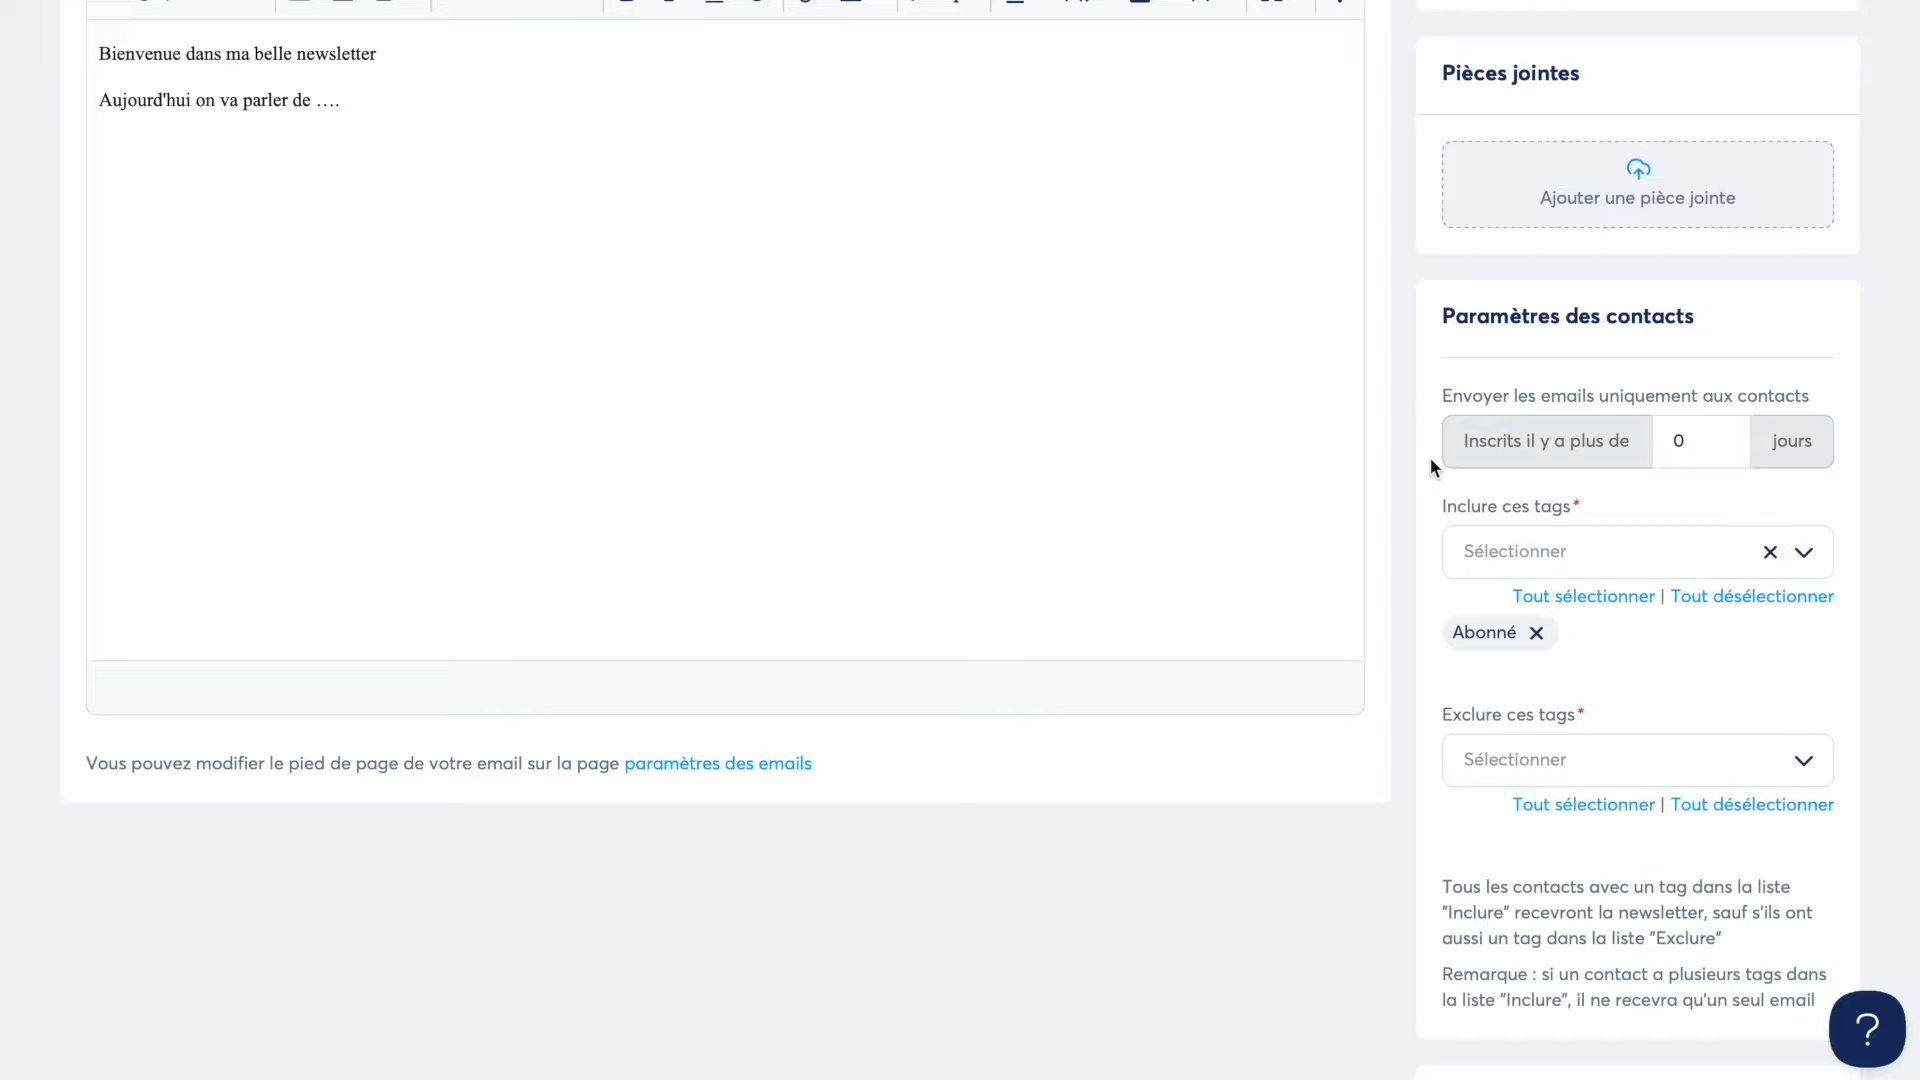 Bienvenue dans ma belle newsletter
Aujourd'hui on va parler de ….
Vous pouvez modifier le pied de page de votre email sur la page paramètres des emails
Pièces jointes
Ajouter une pièce jointe
Paramètres des contacts
Envoyer les emails uniquement aux contacts
Inscrits il y a plus de 0 jours
Inclure ces tags*
Sélectionner
Tout sélectionner | Tout désélectionner
Abonné
Exclure ces tags*
Sélectionner
Tout sélectionner | Tout désélectionner
Tous les contacts avec un tag dans la liste
"Inclure" recevront la newsletter, sauf s'ils ont
aussi un tag dans la liste "Exclure"
Remarque : si un contact a plusieurs tags dans
la liste "Inclure", il ne recevra qu'un seul email
?